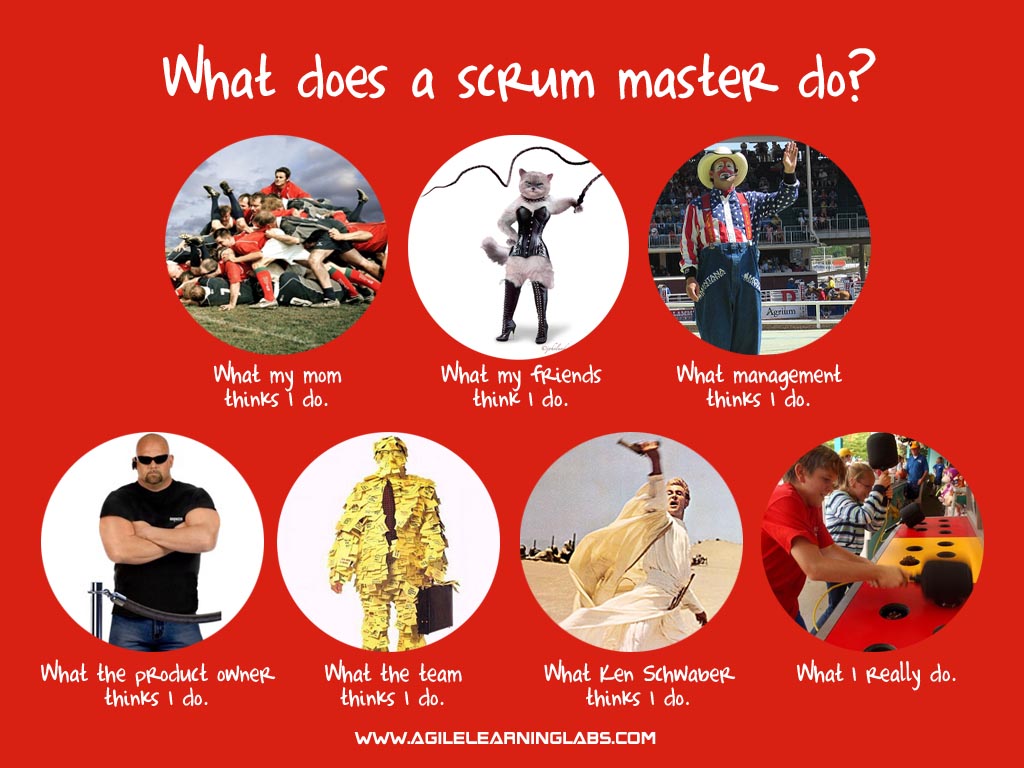 What does a scrum master do?
What my mom
thinks I do.
What my friends
think I do.
What management
thinks I do.
MONTANA
Agrium
What the product owner
thinks I do.
What the team
thinks I do.
What Ken Schwaber
thinks I do.
What I really do.
WWW.AGILELEARNINGLABS.COM